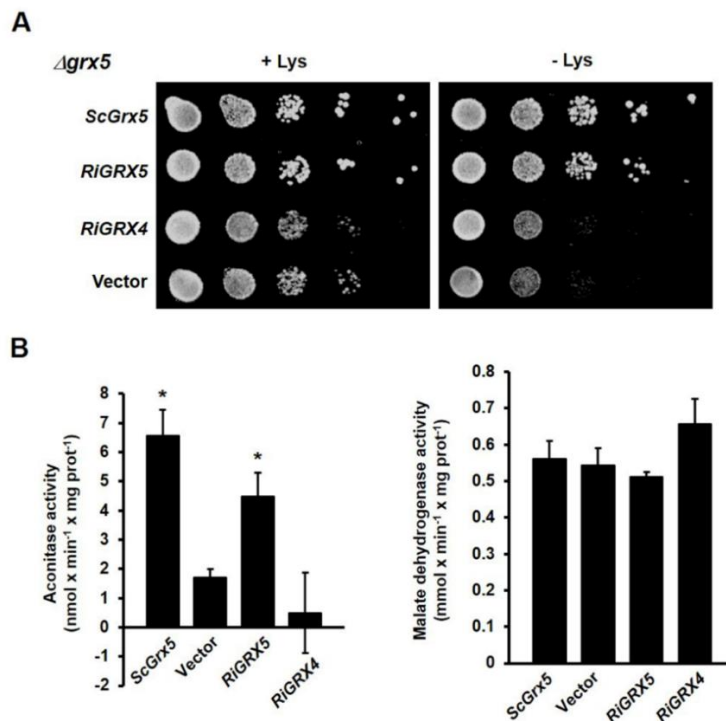 A
Δgrx5
+ Lys
- Lys
ScGrx5
RiGRX5
RiGRX4
Vector
B
Aconitase activity
(nmol x min⁻¹ x mg prot⁻¹)
8
7
6
5
4
3
2
1
0
-1
-2
*
*
ScGrx5
Vector
RiGRX5
RiGRX4
Malate dehydrogenase activity
(mmol x min⁻¹ x mg prot⁻¹)
0.8
0.7
0.6
0.5
0.4
0.3
0.2
0.1
0
ScGrx5
Vector
RiGRX5
RiGRX4